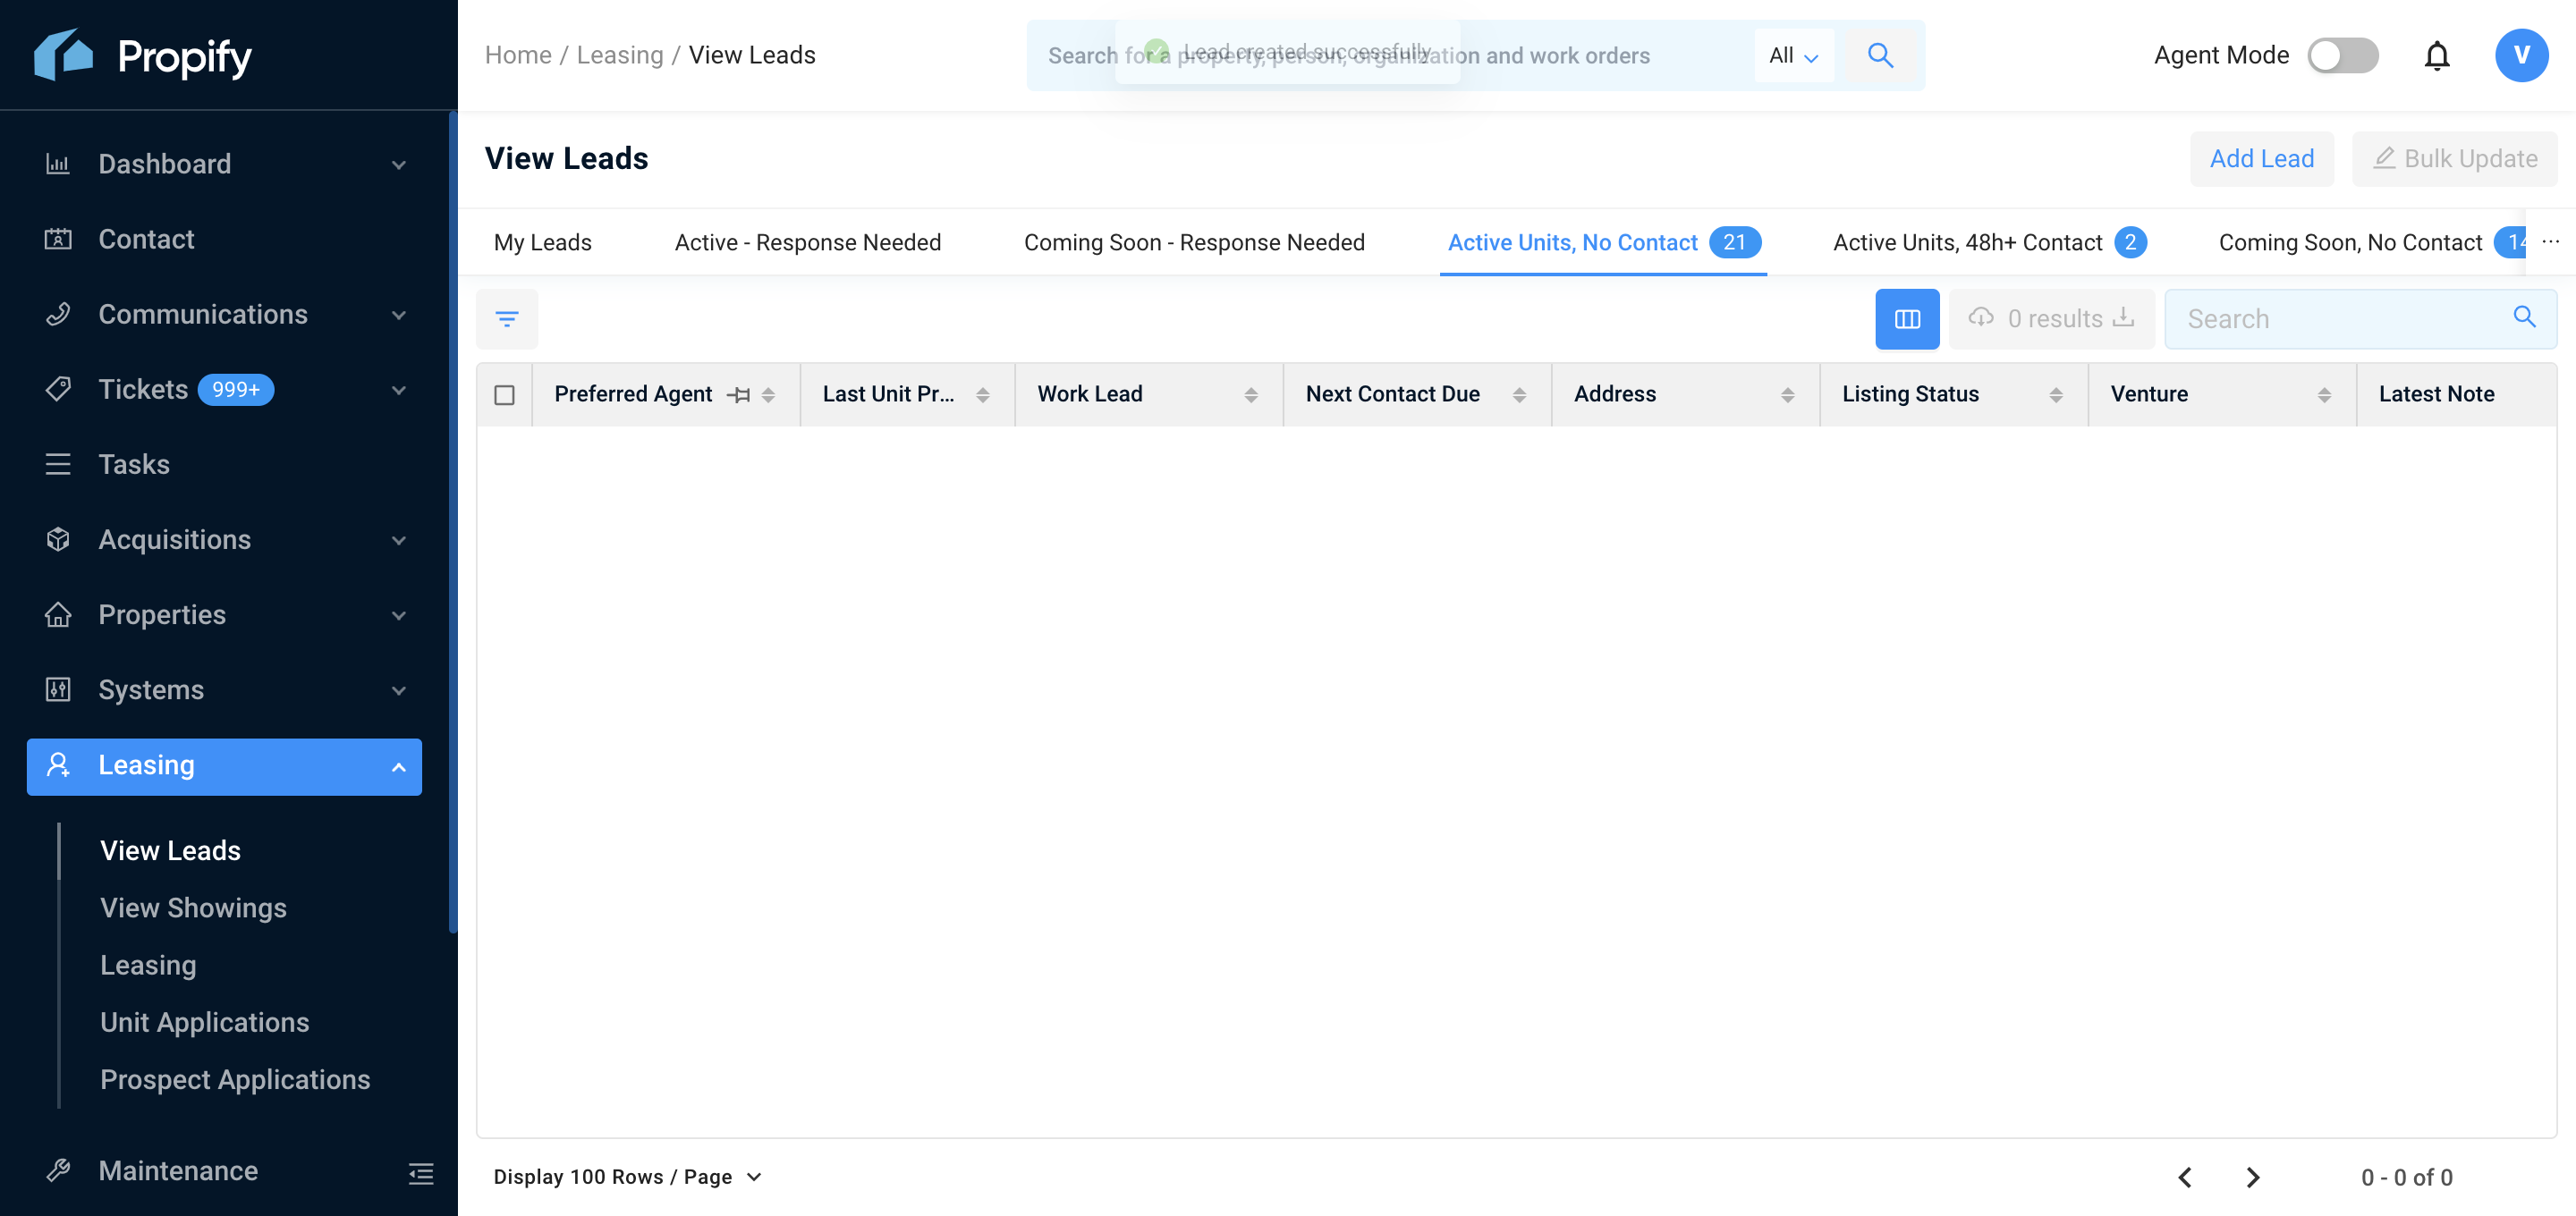 Propify
Home / Leasing / View Leads
Search for a property, person, organization and work orders
Lead created successfully
All
Agent Mode
V
Dashboard
Contact
Communications
Tickets 999+
Tasks
Acquisitions
Properties
Systems
Leasing
View Leads
View Showings
Leasing
Unit Applications
Prospect Applications
Maintenance
View Leads
Add Lead
Bulk Update
My Leads
Active - Response Needed
Coming Soon - Response Needed
Active Units, No Contact 21
Active Units, 48h+ Contact 2
Coming Soon, No Contact 14
0 results
Search
Preferred Agent
Last Unit Pr...
Work Lead
Next Contact Due
Address
Listing Status
Venture
Latest Note
Display 100 Rows / Page
0 - 0 of 0